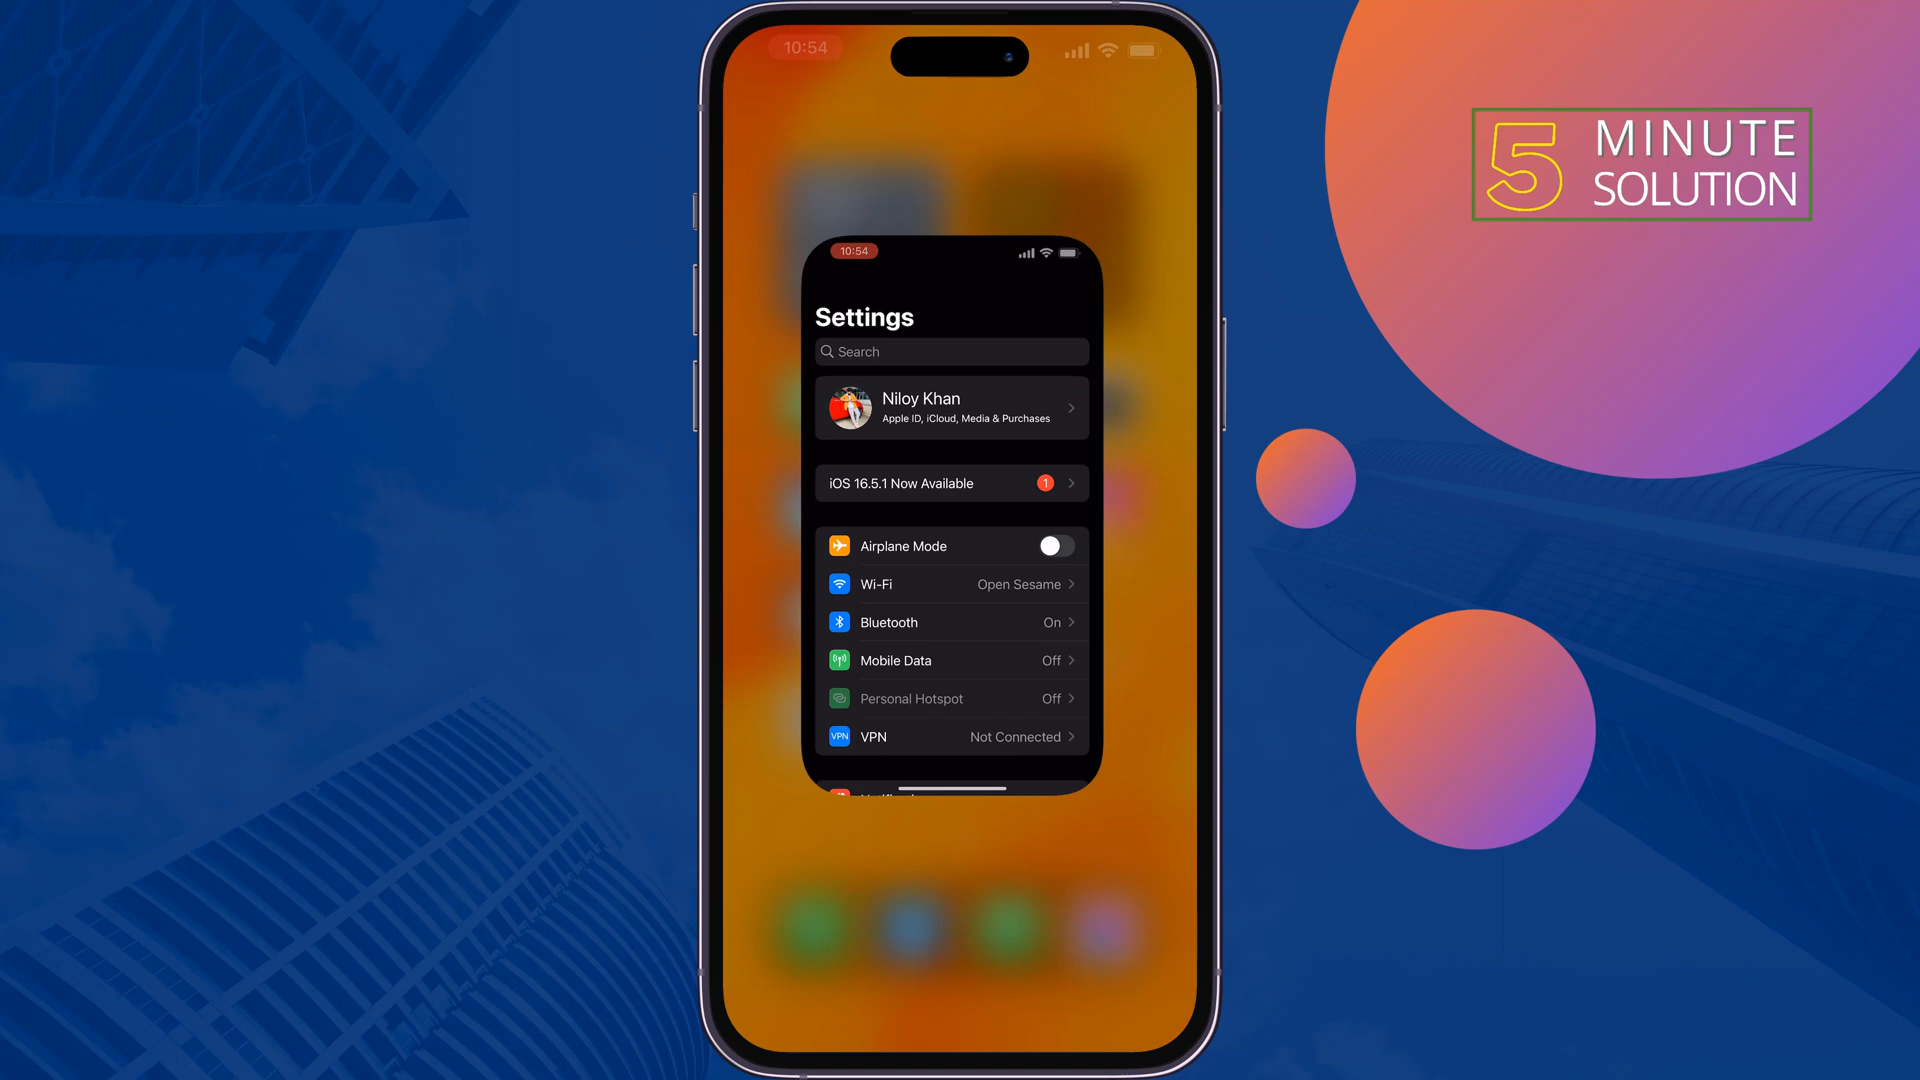 10:54
5 MINUTE
SOLUTION
10:54
Settings
Search
Niloy Khan
Apple ID, iCloud, Media & Purchases
iOS 16.5.1 Now Available 1
Airplane Mode
Wi-Fi Open Sesame
Bluetooth On
Mobile Data Off
Personal Hotspot Off
VPN VPN Not Connected